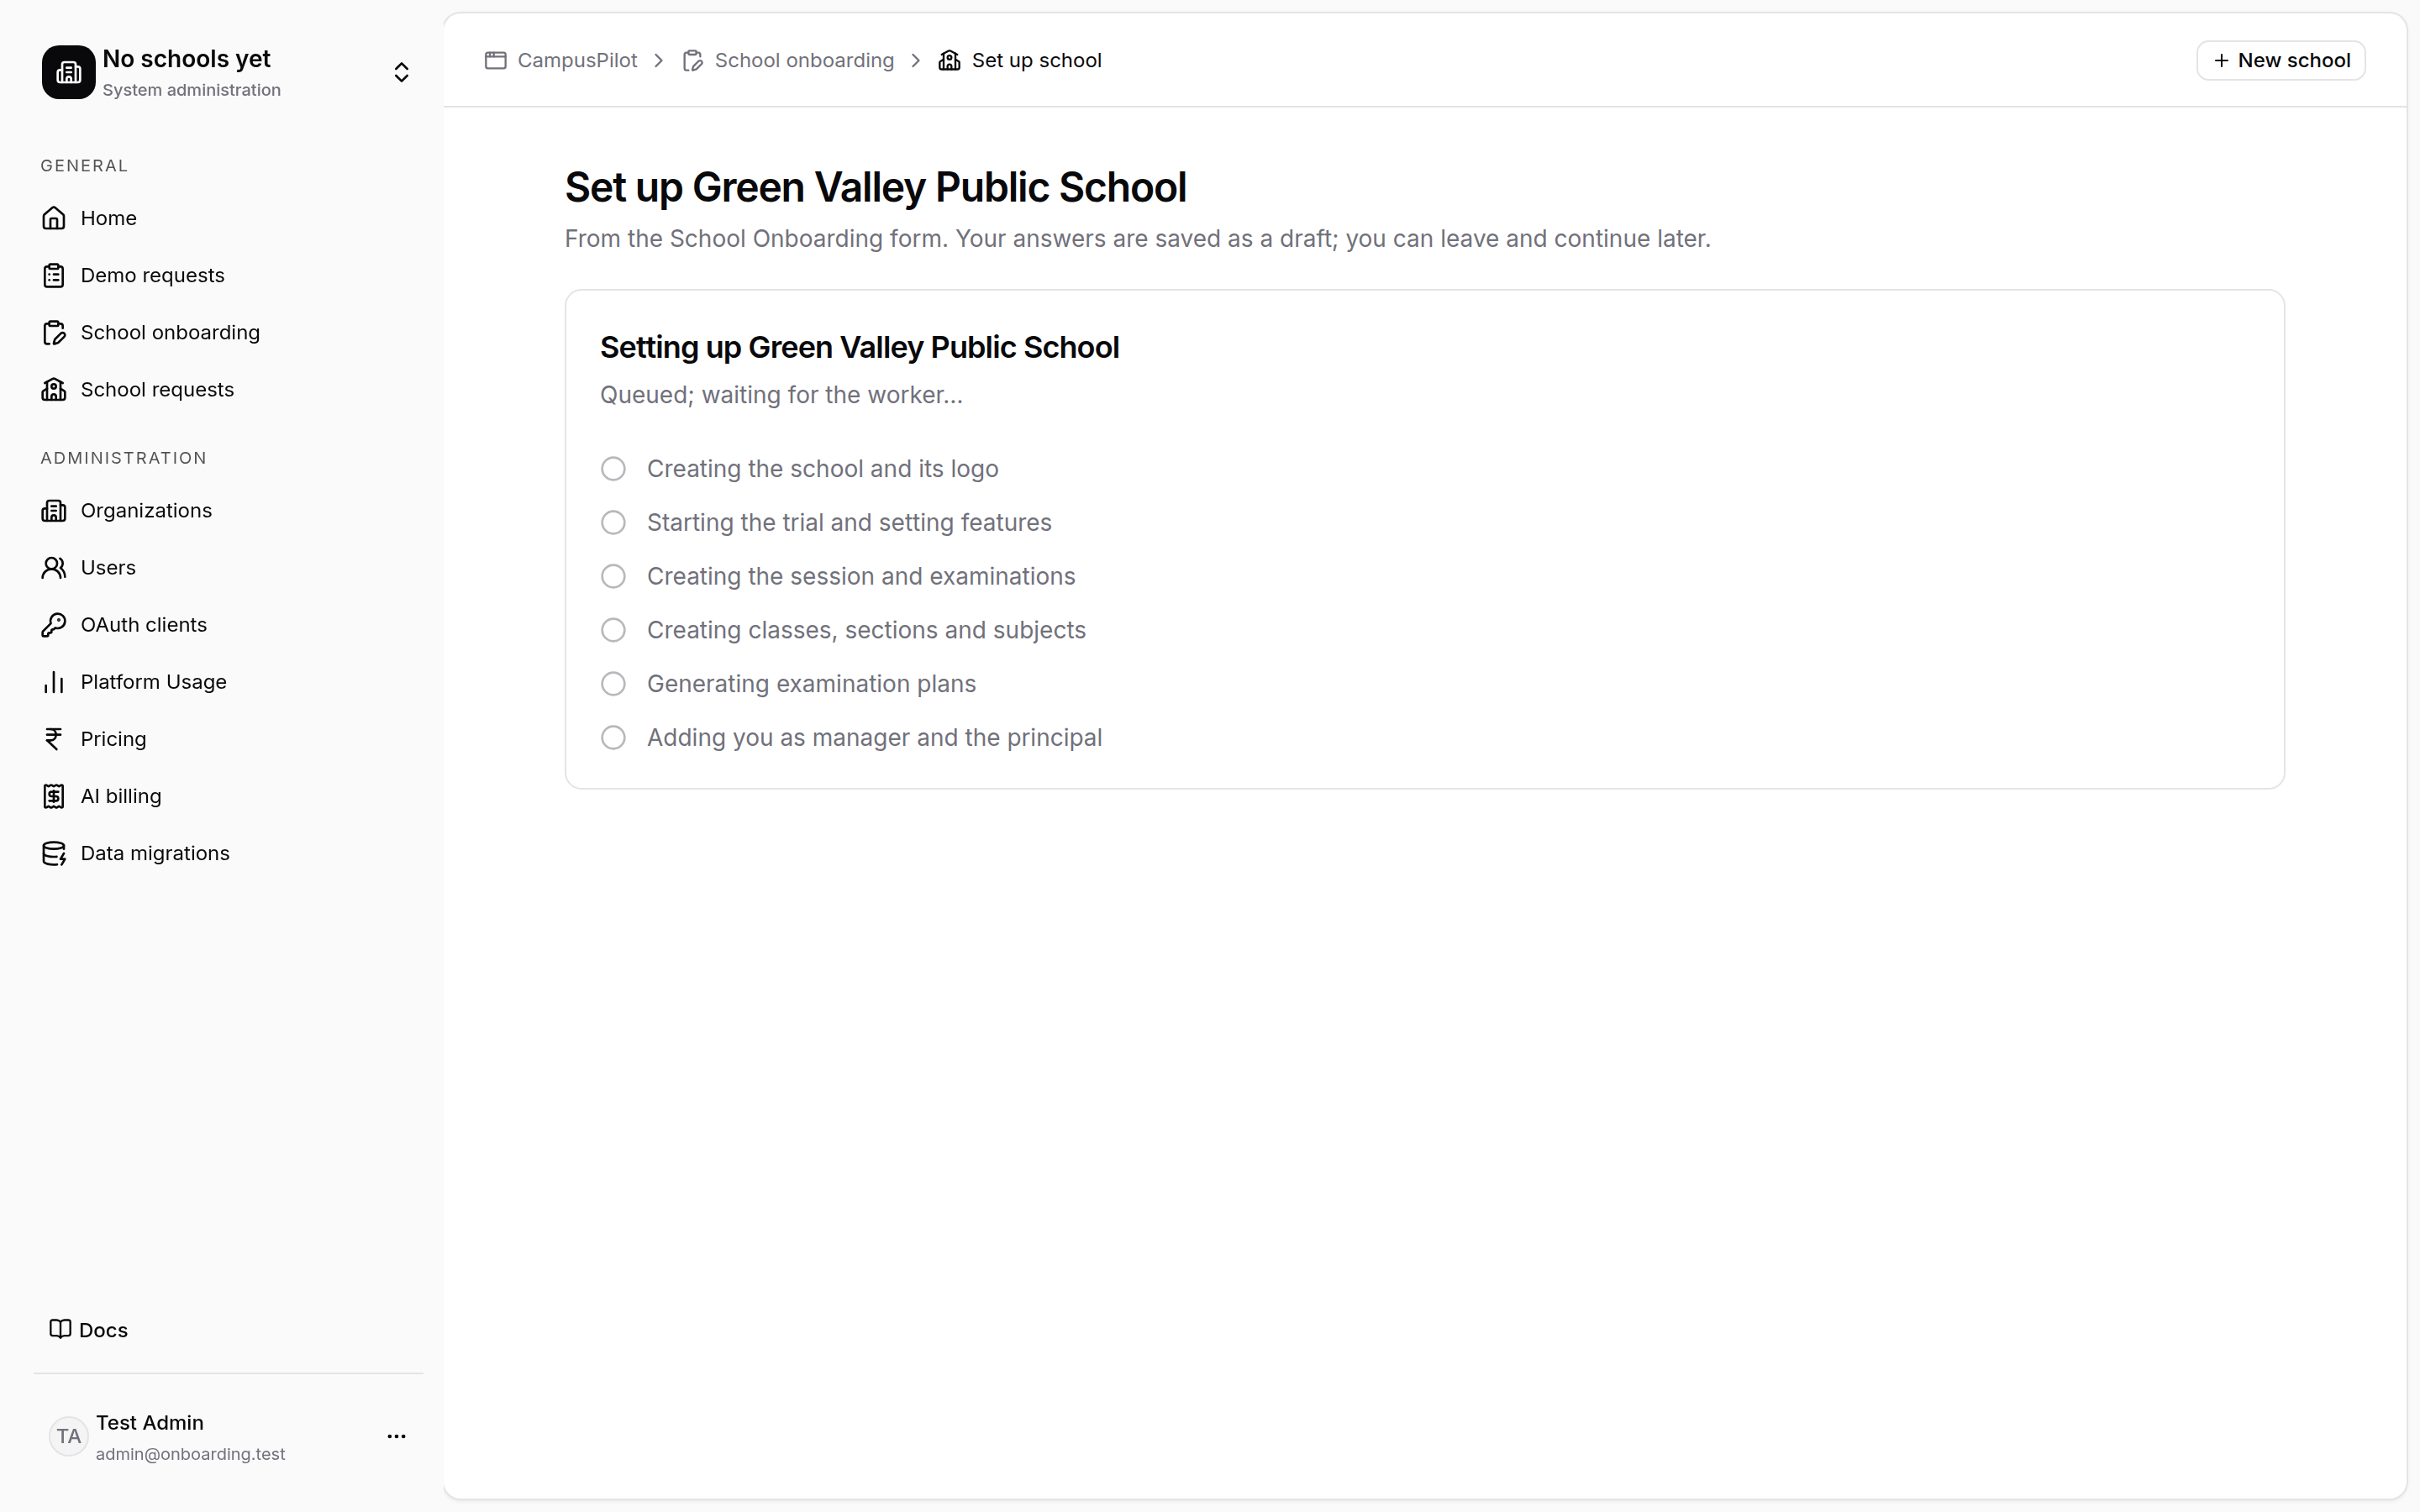 No schools yet
System administration
GENERAL
Home
Demo requests
School onboarding
School requests
ADMINISTRATION
Organizations
Users
OAuth clients
Platform Usage
Pricing
AI billing
Data migrations
Docs
TA
Test Admin
admin@onboarding.test
CampusPilot
School onboarding
Set up school
New school
Set up Green Valley Public School
From the School Onboarding form. Your answers are saved as a draft; you can leave and continue later.
Setting up Green Valley Public School
Queued; waiting for the worker...
Creating the school and its logo
Starting the trial and setting features
Creating the session and examinations
Creating classes, sections and subjects
Generating examination plans
Adding you as manager and the principal